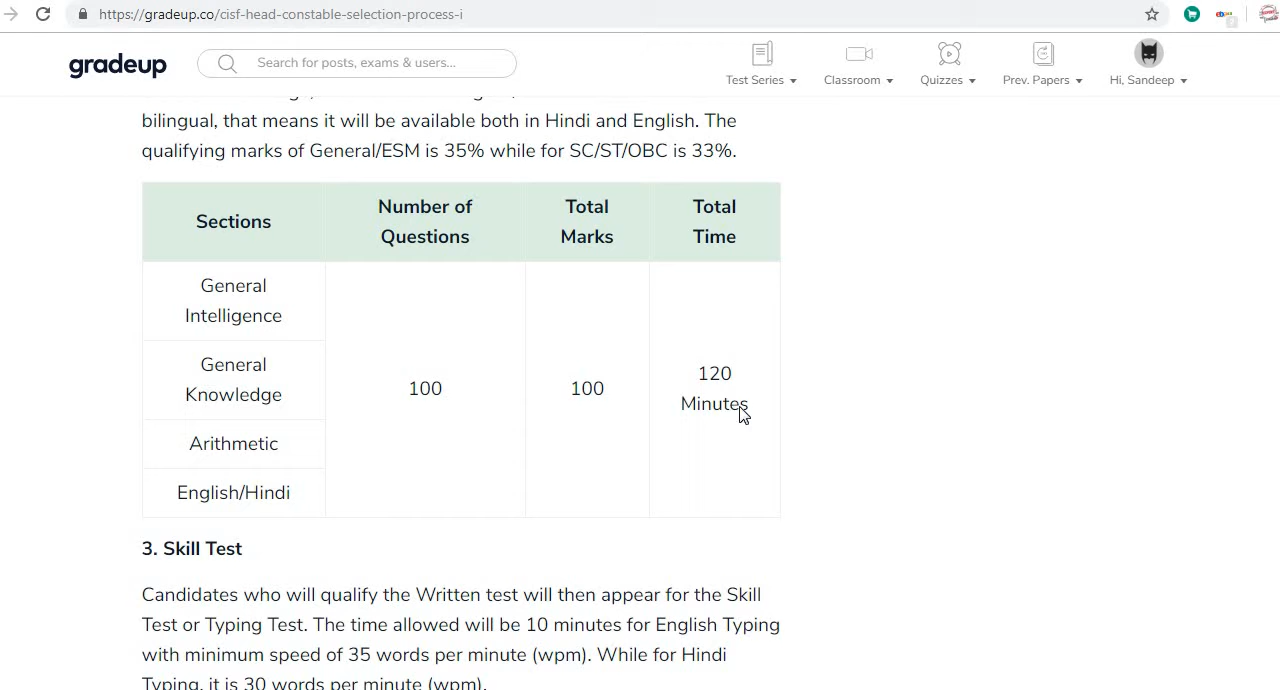 https://gradeup.co/cisf-head-constable-selection-process-i
gradeup
Search for posts, exams & users...
Test Series
Classroom
Quizzes
Prev. Papers
Hi, Sandeep
bilingual, that means it will be available both in Hindi and English. The
qualifying marks of General/ESM is 35% while for SC/ST/OBC is 33%.
Sections
Number of
Questions
Total
Marks
Total
Time
General
Intelligence
General
Knowledge
Arithmetic
English/Hindi
100
100
120
Minutes
3. Skill Test
Candidates who will qualify the Written test will then appear for the Skill
Test or Typing Test. The time allowed will be 10 minutes for English Typing
with minimum speed of 35 words per minute (wpm). While for Hindi
Typing, it is 30 words per minute (wpm).